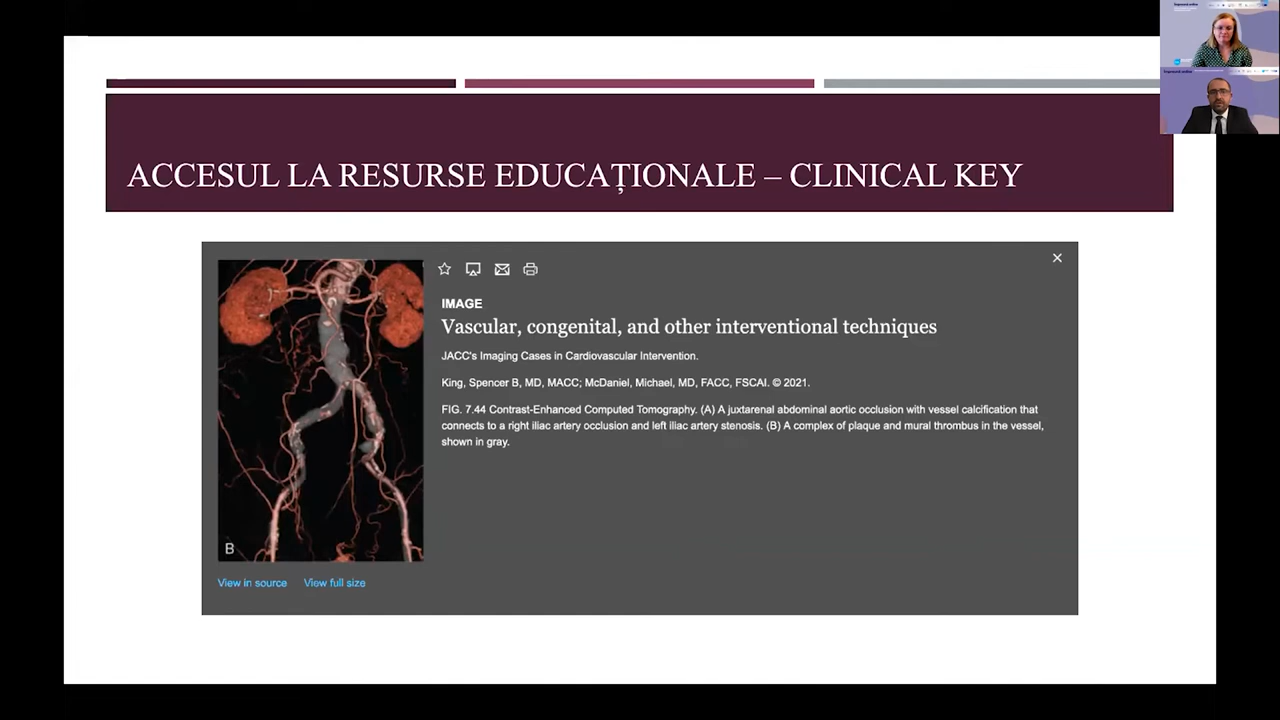 ACCESUL LA RESURSE EDUCAȚIONALE – CLINICAL KEY
IMAGE
Vascular, congenital, and other interventional techniques
JACC's Imaging Cases in Cardiovascular Intervention.
King, Spencer B, MD, MACC; McDaniel, Michael, MD, FACC, FSCAI. © 2021.
FIG. 7.44 Contrast-Enhanced Computed Tomography. (A) A juxtarenal abdominal aortic occlusion with vessel calcification that
connects to a right iliac artery occlusion and left iliac artery stenosis. (B) A complex of plaque and mural thrombus in the vessel,
shown in gray.
B
View in source
View full size